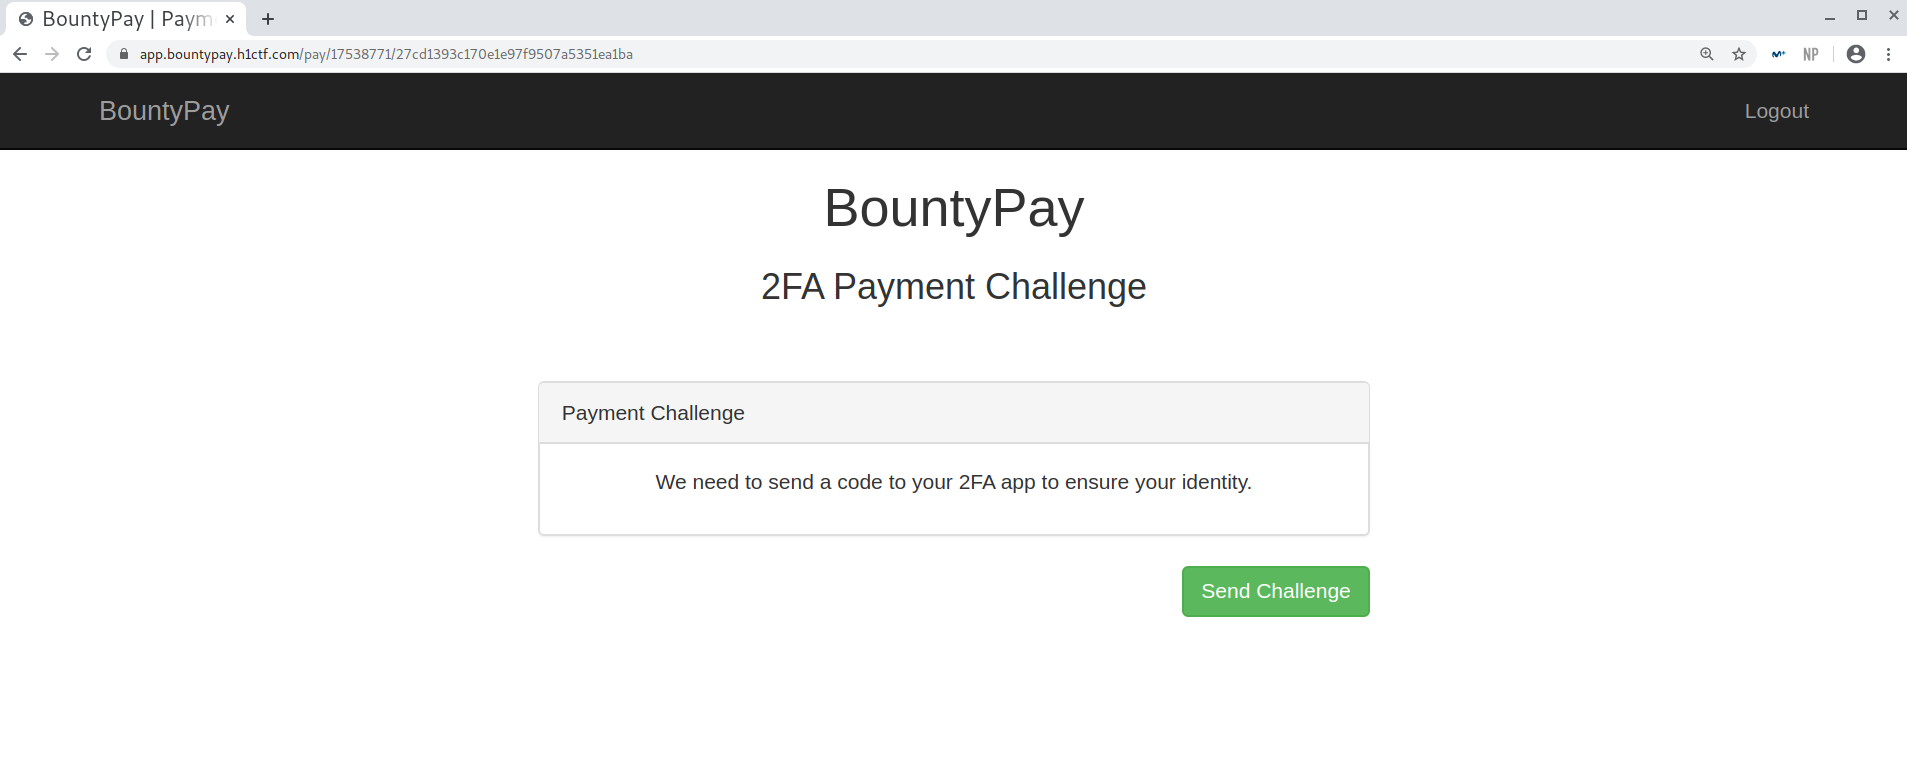 BountyPay | Payme
app.bountypay.h1ctf.com/pay/17538771/27cd1393c170e1e97f9507a5351ea1ba
NP
BountyPay
Logout
BountyPay
2FA Payment Challenge
Payment Challenge
We need to send a code to your 2FA app to ensure your identity.
Send Challenge